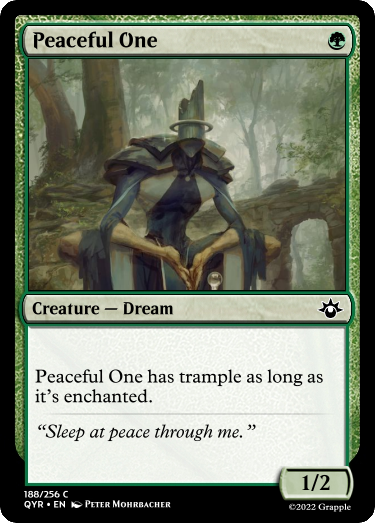 Peaceful One
Creature — Dream
Peaceful One has trample as long as
it's enchanted.
“Sleep at peace through me.”
1/2
188/256 C
QYR • EN Peter Mohrbacher
©2022 Grapple